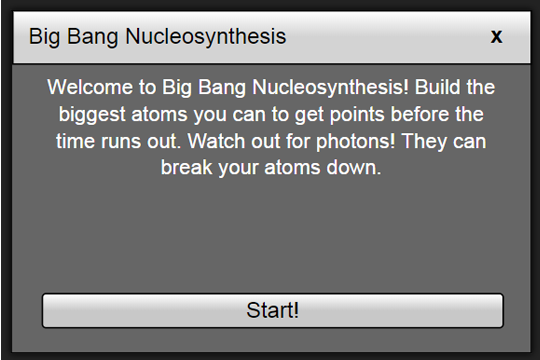 Big Bang Nucleosynthesis x
Welcome to Big Bang Nucleosynthesis! Build the
biggest atoms you can to get points before the
time runs out. Watch out for photons! They can
break your atoms down.
Start!